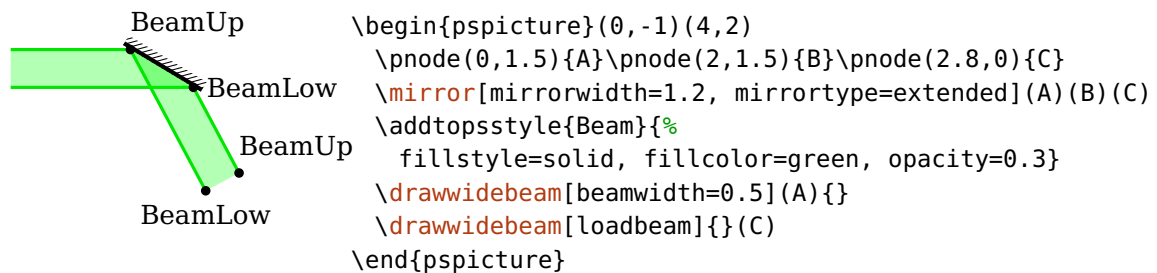 BeamUp
BeamLow
BeamUp
BeamLow
\begin{pspicture}(0,-1)(4,2)
\pnode(0,1.5){A}\pnode(2,1.5){B}\pnode(2.8,0){C}
\mirror[mirrorwidth=1.2, mirrortype=extended](A)(B)(C)
\addtopsstyle{Beam}{%
fillstyle=solid, fillcolor=green, opacity=0.3}
\drawwidebeam[beamwidth=0.5](A){}
\drawwidebeam[loadbeam]{}(C)
\end{pspicture}